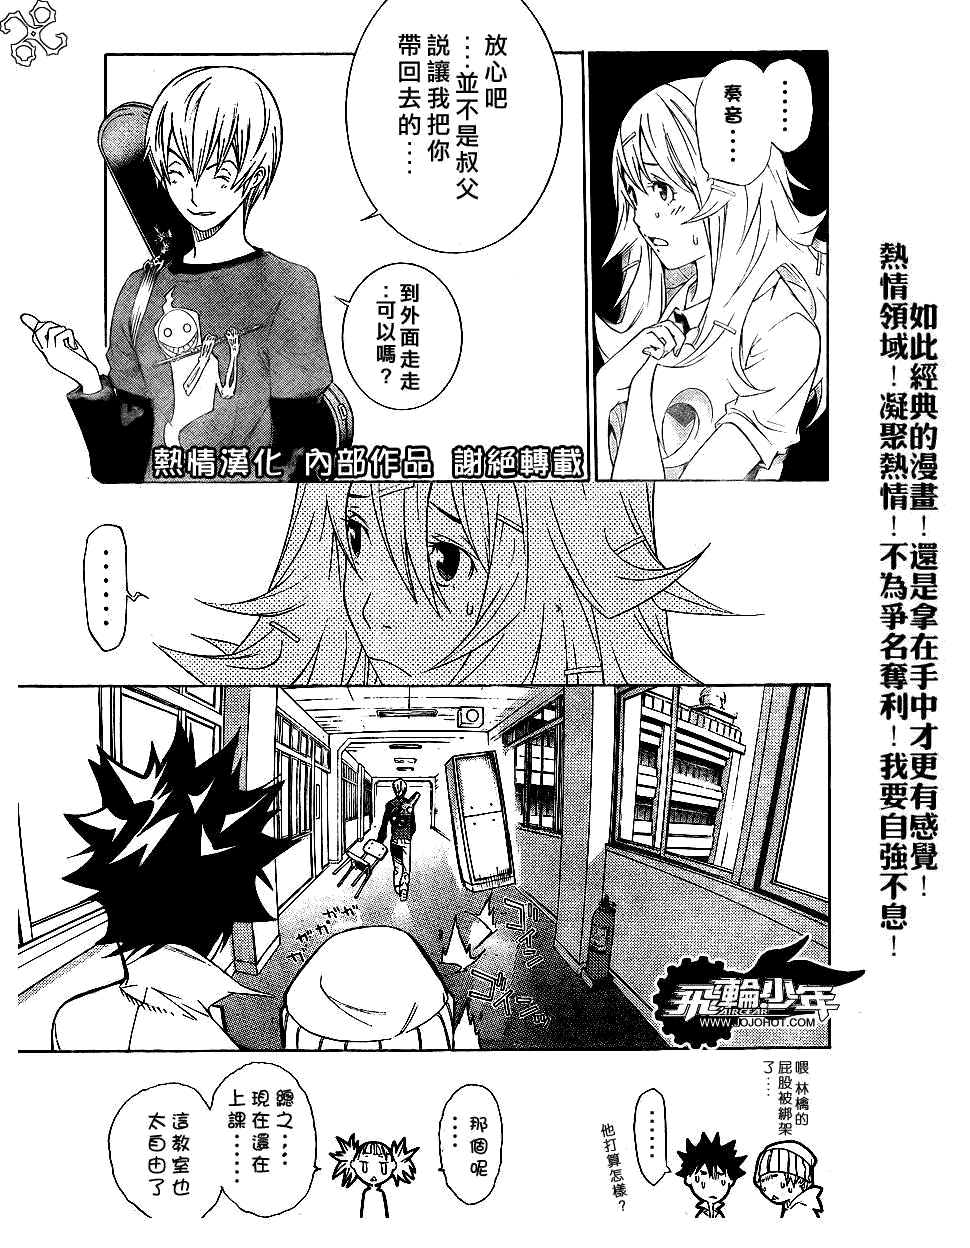 ……
奏音……
放心吧
…並不是叔父
説讓我把你
帶回去的……
到外面走走
…可以嗎？
熱情漢化 內部作品 謝絕轉載
……
ガガガガ
飛輪少年
AIRGEAR
WWW.JOJOHOT.COM
喂 林檎的
屁股被綁架
了……
他打算怎樣？
……
那個呢
……
總之……
現在還在
上課……
這教室也
太自由了
如此經典的漫畫！還是拿在手中才更有感覺！
熱情領域！凝聚熱情！不為爭名奪利！我要自強不息！